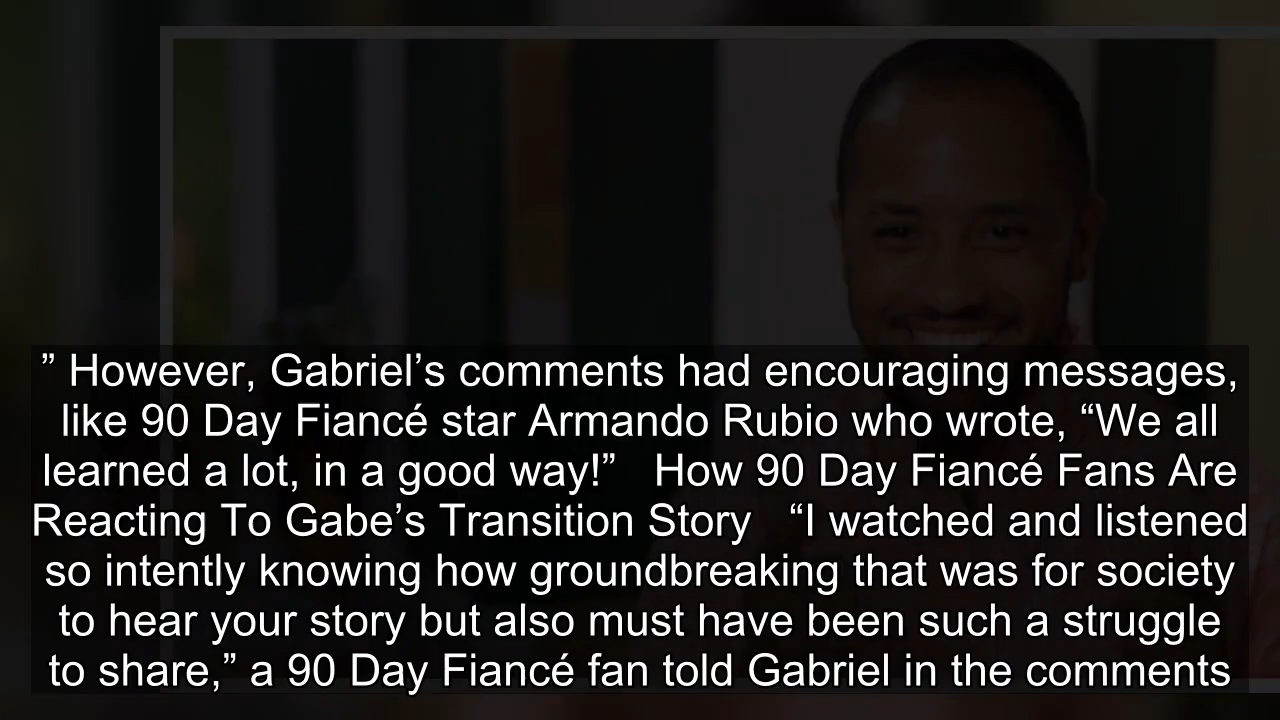 ” However, Gabriel’s comments had encouraging messages,
like 90 Day Fiancé star Armando Rubio who wrote, “We all
learned a lot, in a good way!”   How 90 Day Fiancé Fans Are
Reacting To Gabe’s Transition Story   “I watched and listened
so intently knowing how groundbreaking that was for society
to hear your story but also must have been such a struggle
to share,” a 90 Day Fiancé fan told Gabriel in the comments